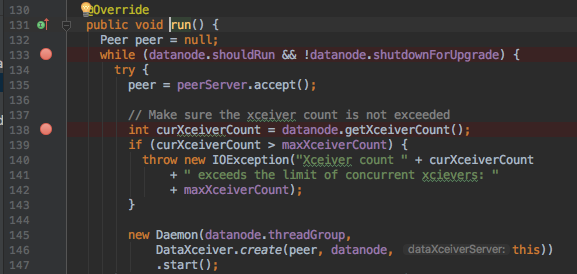 130 @Override
131 public void run() {
132 Peer peer = null;
133 while (datanode.shouldRun && !datanode.shutdownForUpgrade) {
134 try {
135 peer = peerServer.accept();
136
137 // Make sure the xceiver count is not exceeded
138 int curXceiverCount = datanode.getXceiverCount();
139 if (curXceiverCount > maxXceiverCount) {
140 throw new IOException("Xceiver count " + curXceiverCount
141 + " exceeds the limit of concurrent xcievers: "
142 + maxXceiverCount);
143 }
144
145 new Daemon(datanode.threadGroup,
146 DataXceiver.create(peer, datanode, dataXceiverServer: this))
147 .start();